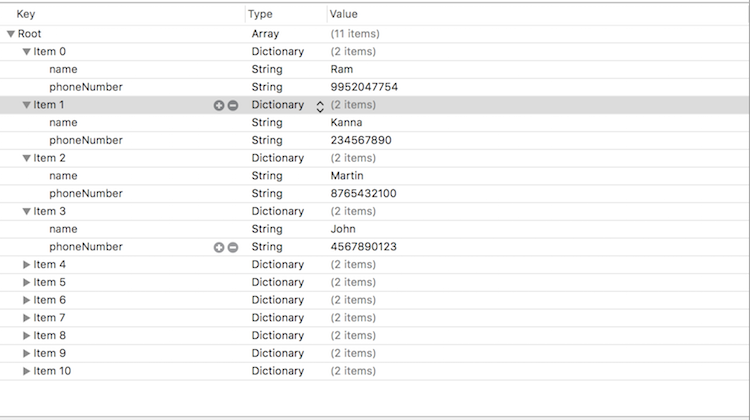 Key Type Value
Root Array (11 items)
Item 0 Dictionary (2 items)
name String Ram
phoneNumber String 9952047754
Item 1 Dictionary (2 items)
name String Kanna
phoneNumber String 234567890
Item 2 Dictionary (2 items)
name String Martin
phoneNumber String 8765432100
Item 3 Dictionary (2 items)
name String John
phoneNumber String 4567890123
Item 4 Dictionary (2 items)
Item 5 Dictionary (2 items)
Item 6 Dictionary (2 items)
Item 7 Dictionary (2 items)
Item 8 Dictionary (2 items)
Item 9 Dictionary (2 items)
Item 10 Dictionary (2 items)